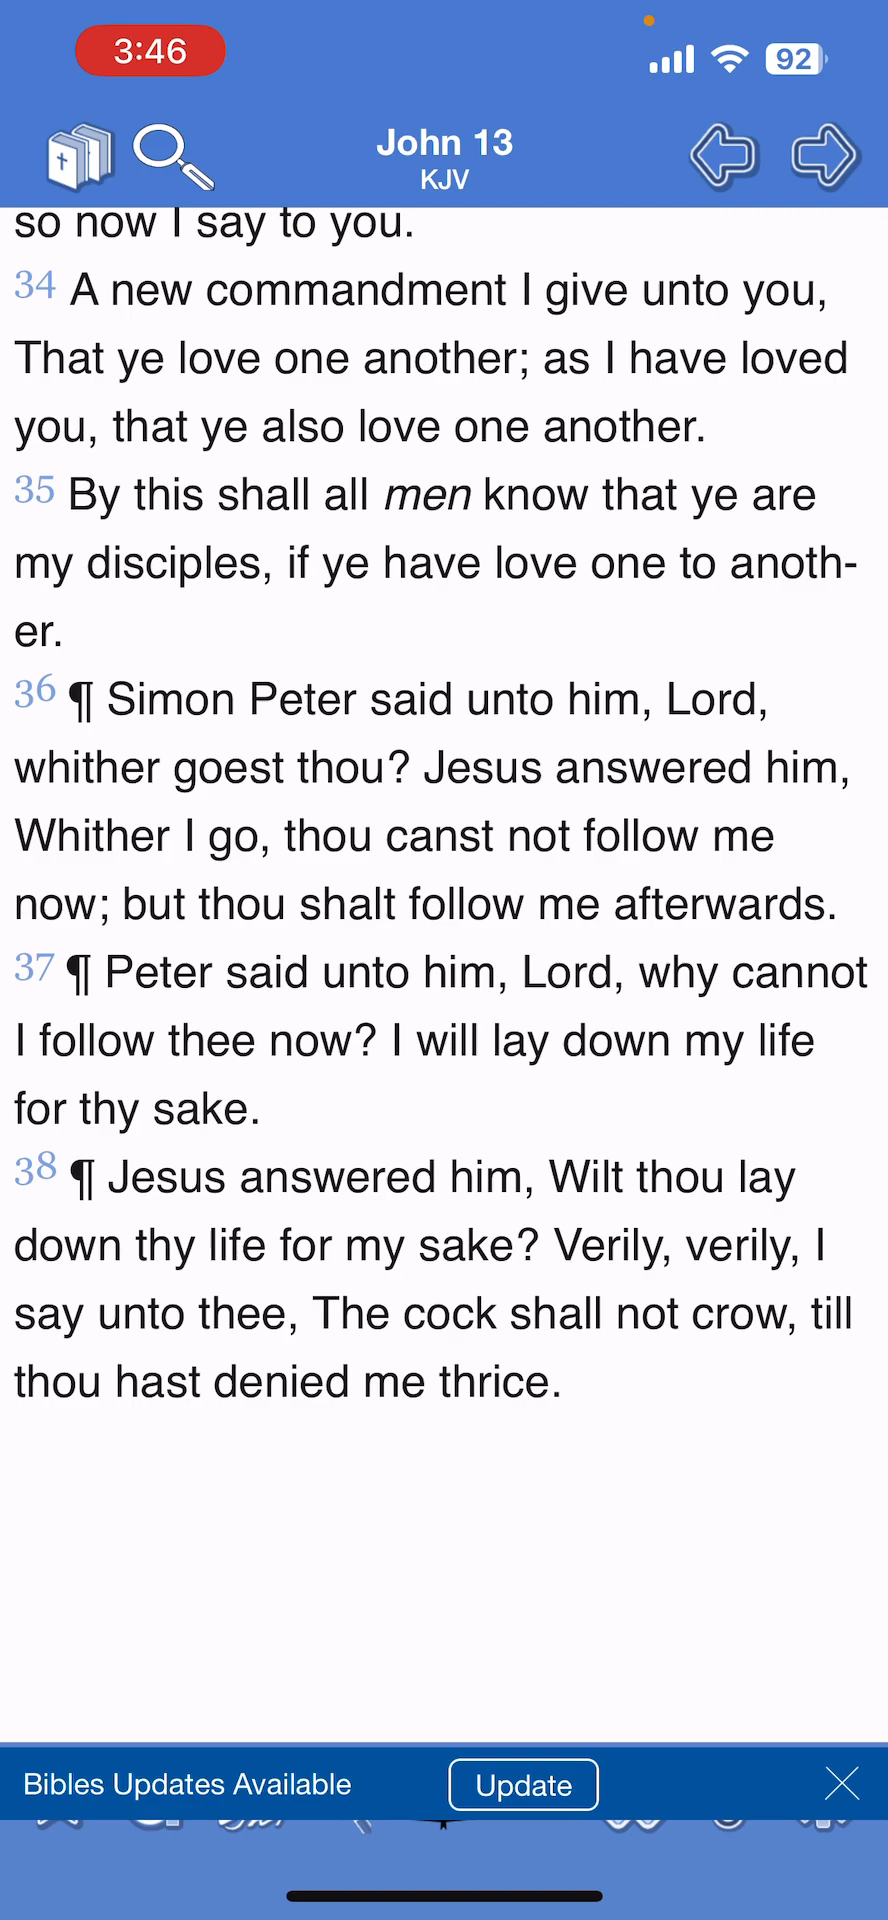 3:46
92
John 13
KJV
so now I say to you.
34 A new commandment I give unto you,
That ye love one another; as I have loved
you, that ye also love one another.
35 By this shall all men know that ye are
my disciples, if ye have love one to anoth-
er.
36 ¶ Simon Peter said unto him, Lord,
whither goest thou? Jesus answered him,
Whither I go, thou canst not follow me
now; but thou shalt follow me afterwards.
37 ¶ Peter said unto him, Lord, why cannot
I follow thee now? I will lay down my life
for thy sake.
38 ¶ Jesus answered him, Wilt thou lay
down thy life for my sake? Verily, verily, I
say unto thee, The cock shall not crow, till
thou hast denied me thrice.
Bibles Updates Available
Update